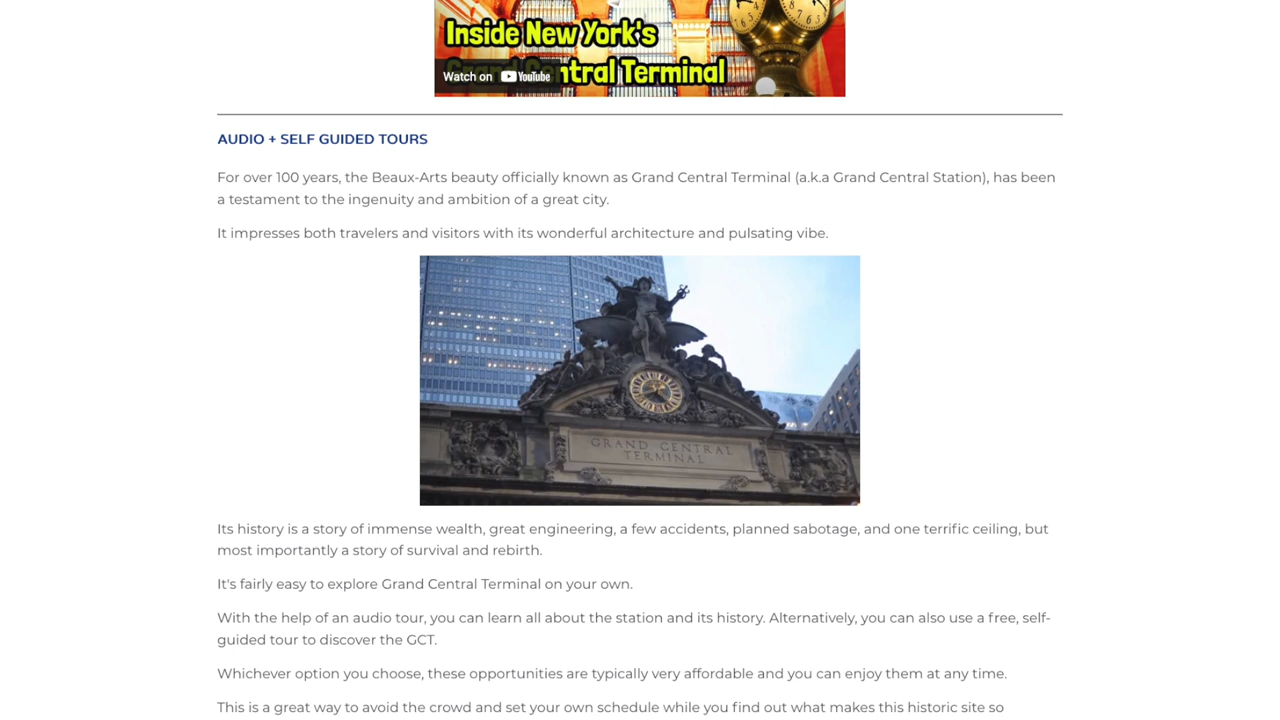 Inside New York's
Grand Central Terminal
Watch on YouTube
AUDIO + SELF GUIDED TOURS
For over 100 years, the Beaux-Arts beauty officially known as Grand Central Terminal (a.k.a Grand Central Station), has been
a testament to the ingenuity and ambition of a great city.
It impresses both travelers and visitors with its wonderful architecture and pulsating vibe.
GRAND CENTRAL
TERMINAL
Its history is a story of immense wealth, great engineering, a few accidents, planned sabotage, and one terrific ceiling, but
most importantly a story of survival and rebirth.
It's fairly easy to explore Grand Central Terminal on your own.
With the help of an audio tour, you can learn all about the station and its history. Alternatively, you can also use a free, self-
guided tour to discover the GCT.
Whichever option you choose, these opportunities are typically very affordable and you can enjoy them at any time.
This is a great way to avoid the crowd and set your own schedule while you find out what makes this historic site so